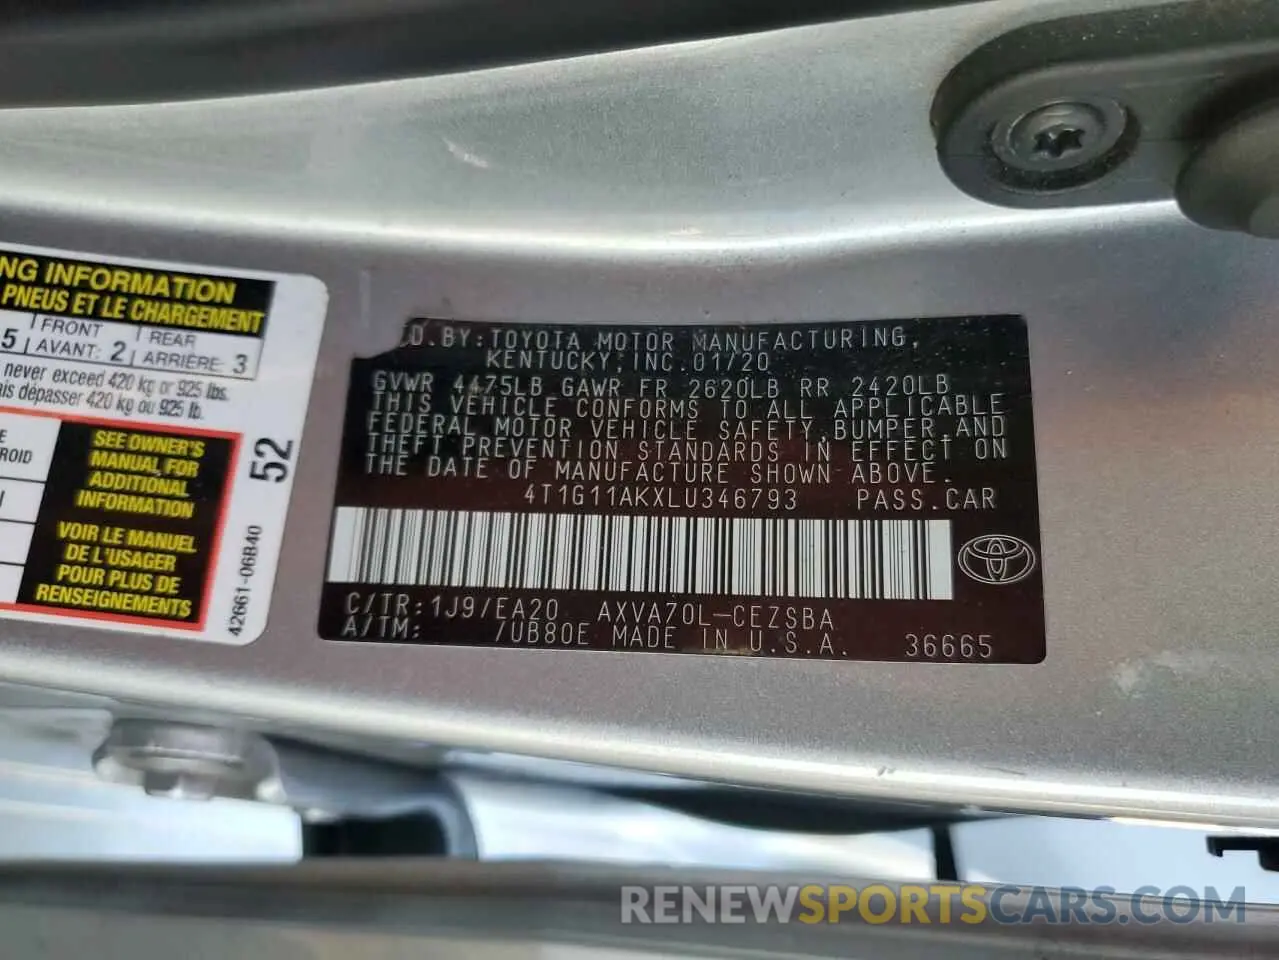 NG INFORMATION
PNEUS ET LE CHARGEMENT
5 FRONT AVANT: 2 REAR ARRIÈRE: 3
never exceed 420 kg or 925 lbs.
dépasser 420 kg ou 925 lb.
SEE OWNER'S
MANUAL FOR
ADDITIONAL
INFORMATION
VOIR LE MANUEL
DE L'USAGER
POUR PLUS DE
RENSEIGNEMENTS
52
42661-06B40
D.BY:TOYOTA MOTOR MANUFACTURING,
KENTUCKY,INC.01/20
GVWR 4475LB GAWR FR 2620LB RR 2420LB
THIS VEHICLE CONFORMS TO ALL APPLICABLE
FEDERAL MOTOR VEHICLE SAFETY,BUMPER,AND
THEFT PREVENTION STANDARDS IN EFFECT ON
THE DATE OF MANUFACTURE SHOWN ABOVE.
4T1G11AKXLU346793 PASS.CAR
C/TR:1J9/EA20 AXVA70L-CEZSBA
A/TM: /UB80E MADE IN U.S.A. 36665
RENEWSPORTSCARS.COM